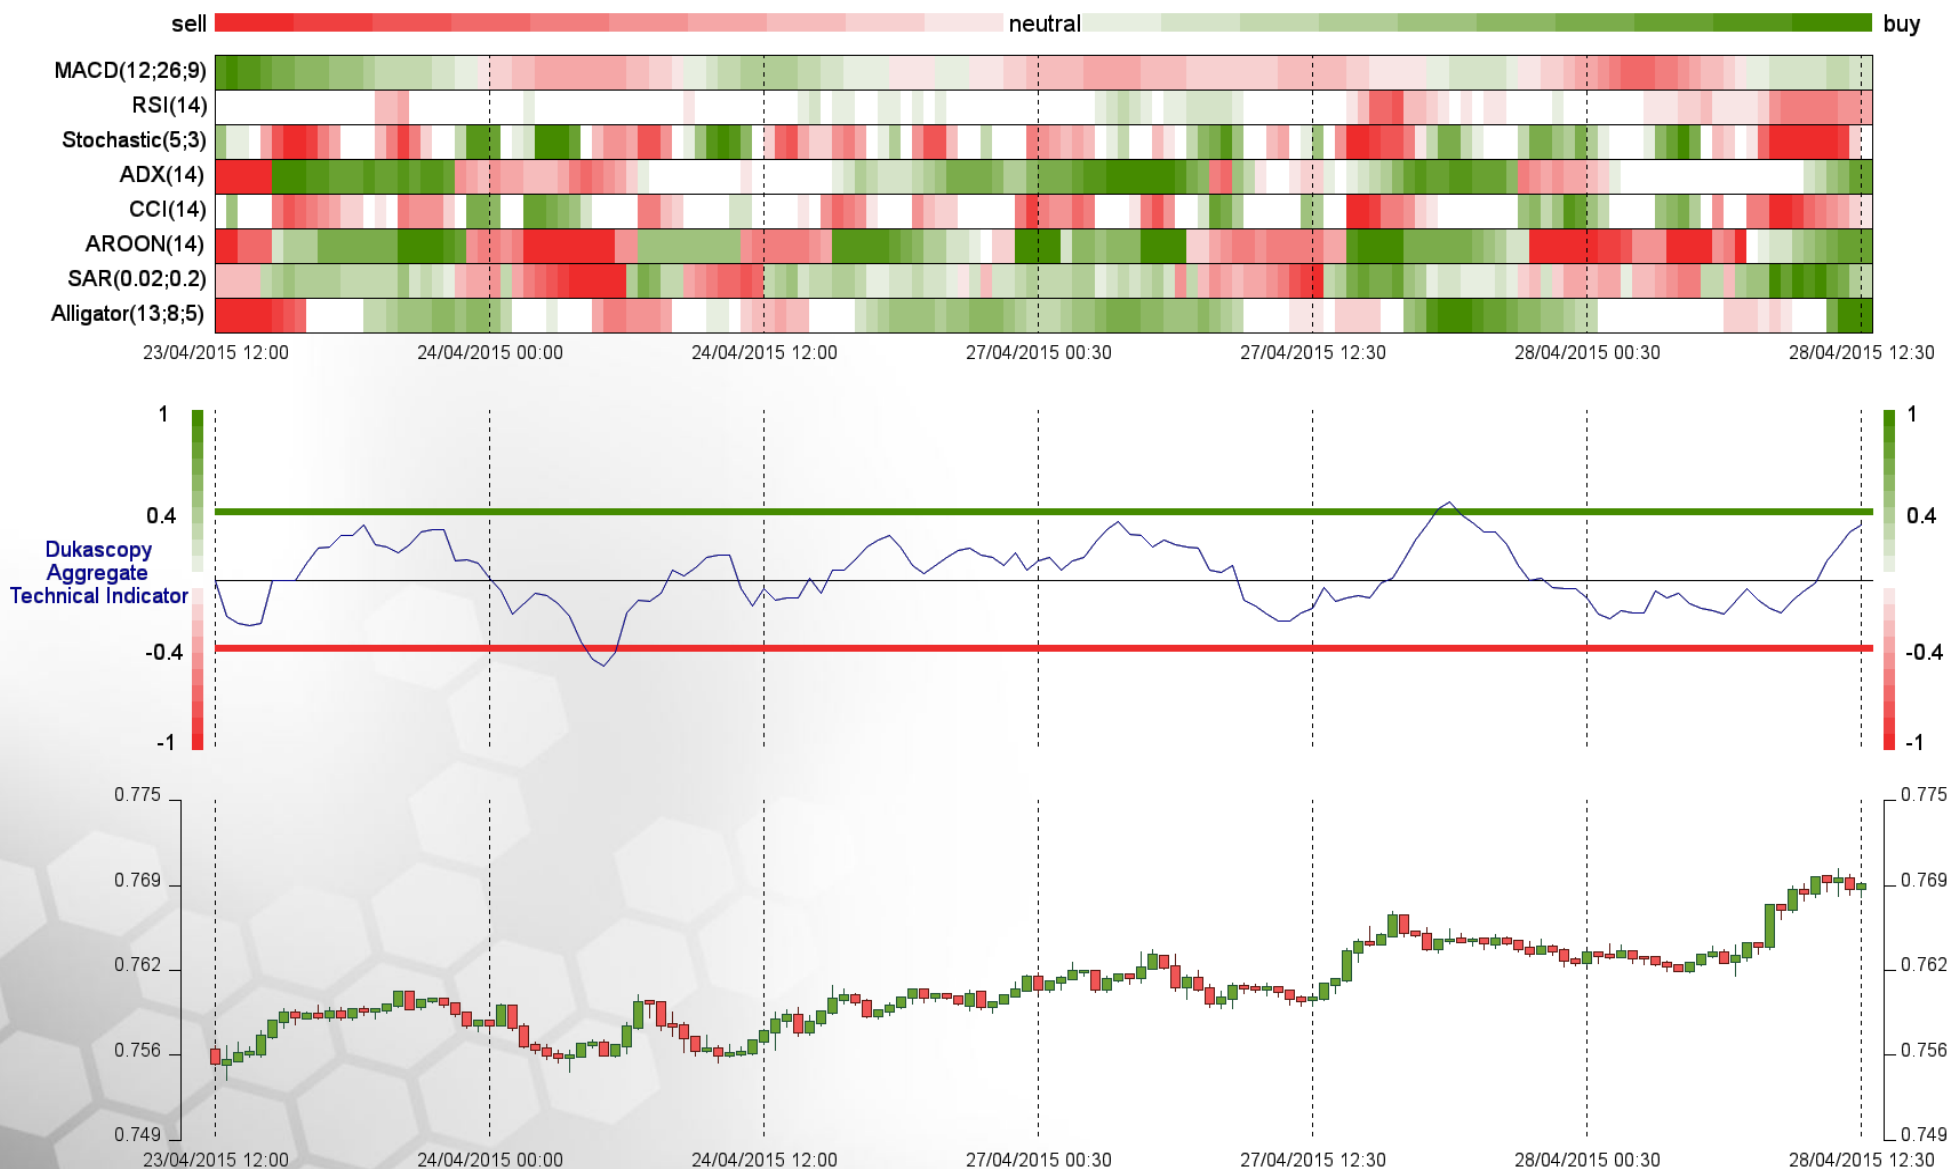 sell neutral buy
MACD(12;26;9)
RSI(14)
Stochastic(5;3)
ADX(14)
CCI(14)
AROON(14)
SAR(0.02;0.2)
Alligator(13;8;5)
23/04/2015 12:00 24/04/2015 00:00 24/04/2015 12:00 27/04/2015 00:30 27/04/2015 12:30 28/04/2015 00:30 28/04/2015 12:30
1 1
0.4 0.4
Dukascopy
Aggregate
Technical Indicator
-0.4 -0.4
-1 -1
0.775 0.775
0.769 0.769
0.762 0.762
0.756 0.756
0.749 0.749
23/04/2015 12:00 24/04/2015 00:00 24/04/2015 12:00 27/04/2015 00:30 27/04/2015 12:30 28/04/2015 00:30 28/04/2015 12:30